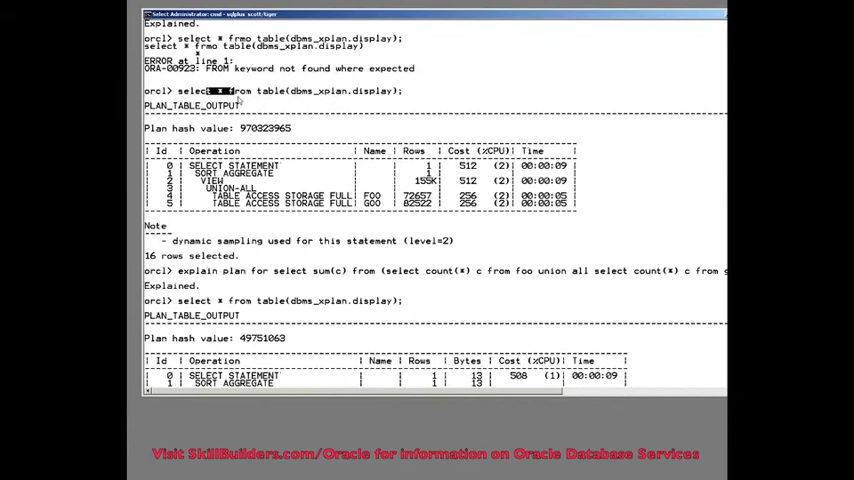 Select Administrator: cmd - sqlplus scott/tiger
Explained.
orcl> select * frmo table(dbms_xplan.display);
select * frmo table(dbms_xplan.display)
*
ERROR at line 1:
ORA-00923: FROM keyword not found where expected
orcl> select * from table(dbms_xplan.display);
PLAN_TABLE_OUTPUT
Plan hash value: 970323965
| Id | Operation | Name | Rows | Cost (%CPU)| Time |
| 0 | SELECT STATEMENT | | 1 | 512 (2)| 00:00:09 |
| 1 | SORT AGGREGATE | | 1 | | |
| 2 | VIEW | | 155K| 512 (2)| 00:00:09 |
| 3 | UNION-ALL | | | | |
| 4 | TABLE ACCESS STORAGE FULL| FOO | 72657 | 256 (2)| 00:00:05 |
| 5 | TABLE ACCESS STORAGE FULL| GOO | 82522 | 256 (2)| 00:00:05 |
Note
-----
- dynamic sampling used for this statement (level=2)
16 rows selected.
orcl> explain plan for select sum(c) from (select count(*) c from foo union all select count(*) c from g
Explained.
orcl> select * from table(dbms_xplan.display);
PLAN_TABLE_OUTPUT
Plan hash value: 49751063
| Id | Operation | Name | Rows | Bytes | Cost (%CPU)| Time |
| 0 | SELECT STATEMENT | | 1 | 13 | 508 (1)| 00:00:09 |
| 1 | SORT AGGREGATE | | 1 | 13 | | |
Visit SkillBuilders.com/Oracle for information on Oracle Database Services